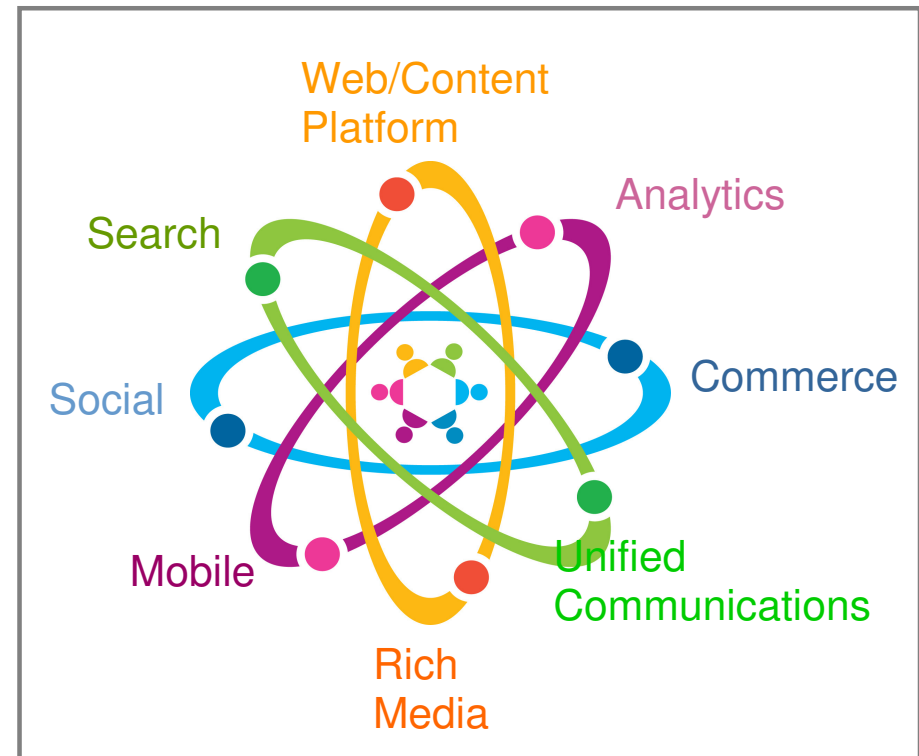 Web/Content
Platform
Analytics
Search
Commerce
Social
Mobile
Unified
Communications
Rich
Media